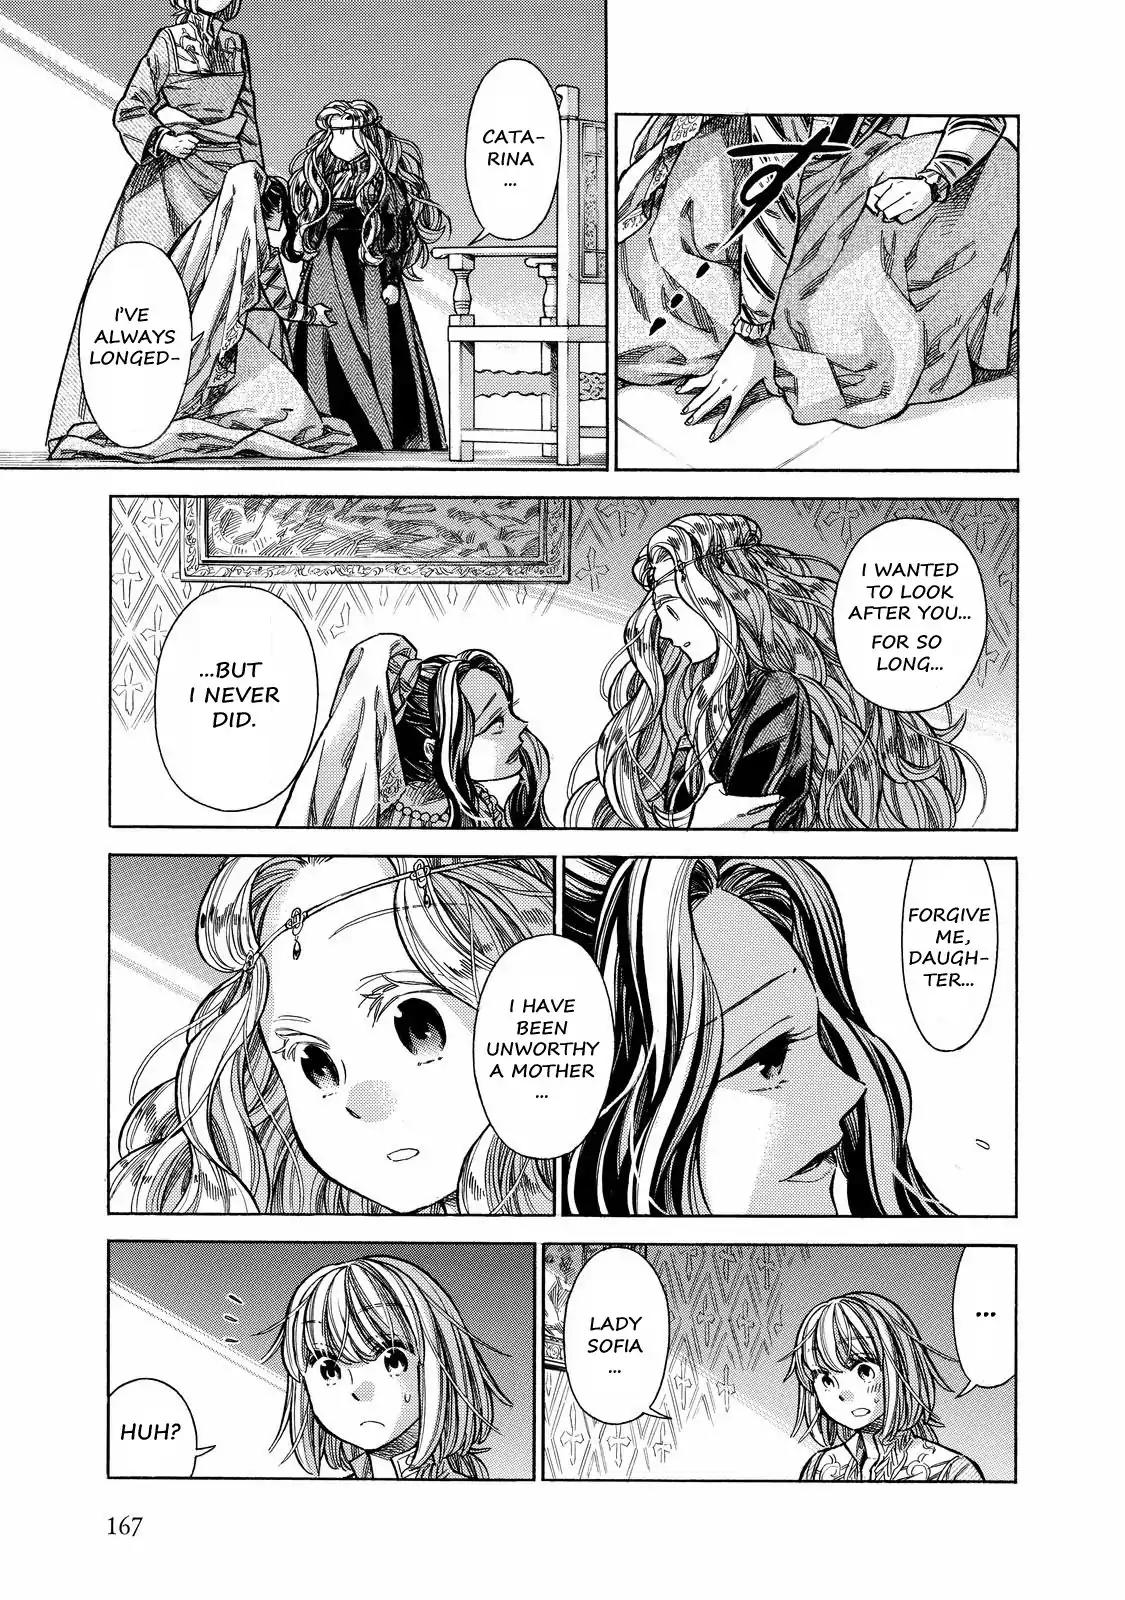 CATA-
RINA
...
I'VE
ALWAYS
LONGED-
I WANTED
TO LOOK
AFTER YOU...
FOR SO
LONG...
...BUT
I NEVER
DID.
FORGIVE
ME,
DAUGH-
TER...
I HAVE
BEEN
UNWORTHY
A MOTHER
...
...
LADY
SOFIA
...
HUH?
167